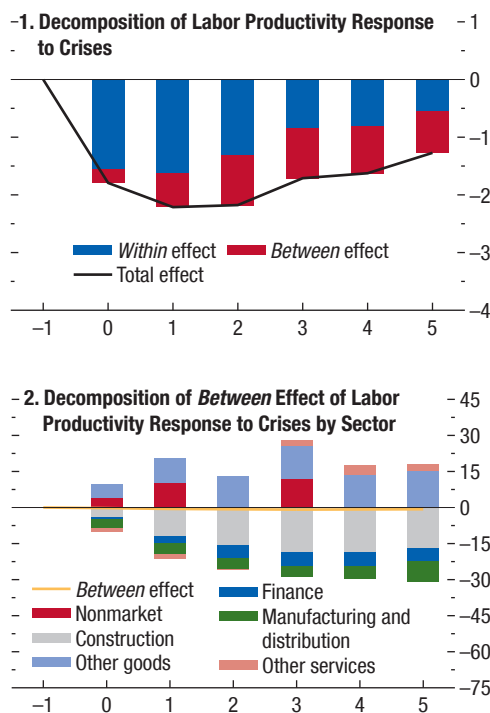 1. Decomposition of Labor Productivity Response
to Crises
1
0
–1
–2
–3
–4
Within effect
Between effect
Total effect
–1 0 1 2 3 4 5
2. Decomposition of Between Effect of Labor
Productivity Response to Crises by Sector
45
30
15
0
–15
–30
–45
–60
–75
Between effect
Nonmarket
Construction
Other goods
Finance
Manufacturing and
distribution
Other services
–1 0 1 2 3 4 5